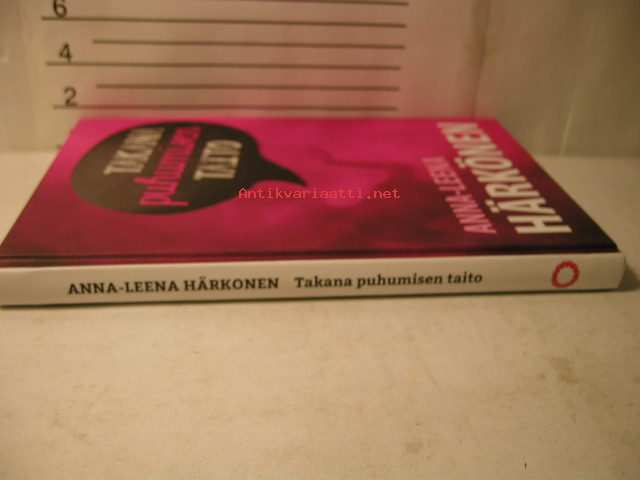 6
4
2
TAKANA
puhumisen
TAITO
Antikvariaatti.net
ANNA-LEENA
HÄRKÖNEN
ANNA-LEENA HÄRKONEN Takana puhumisen taito